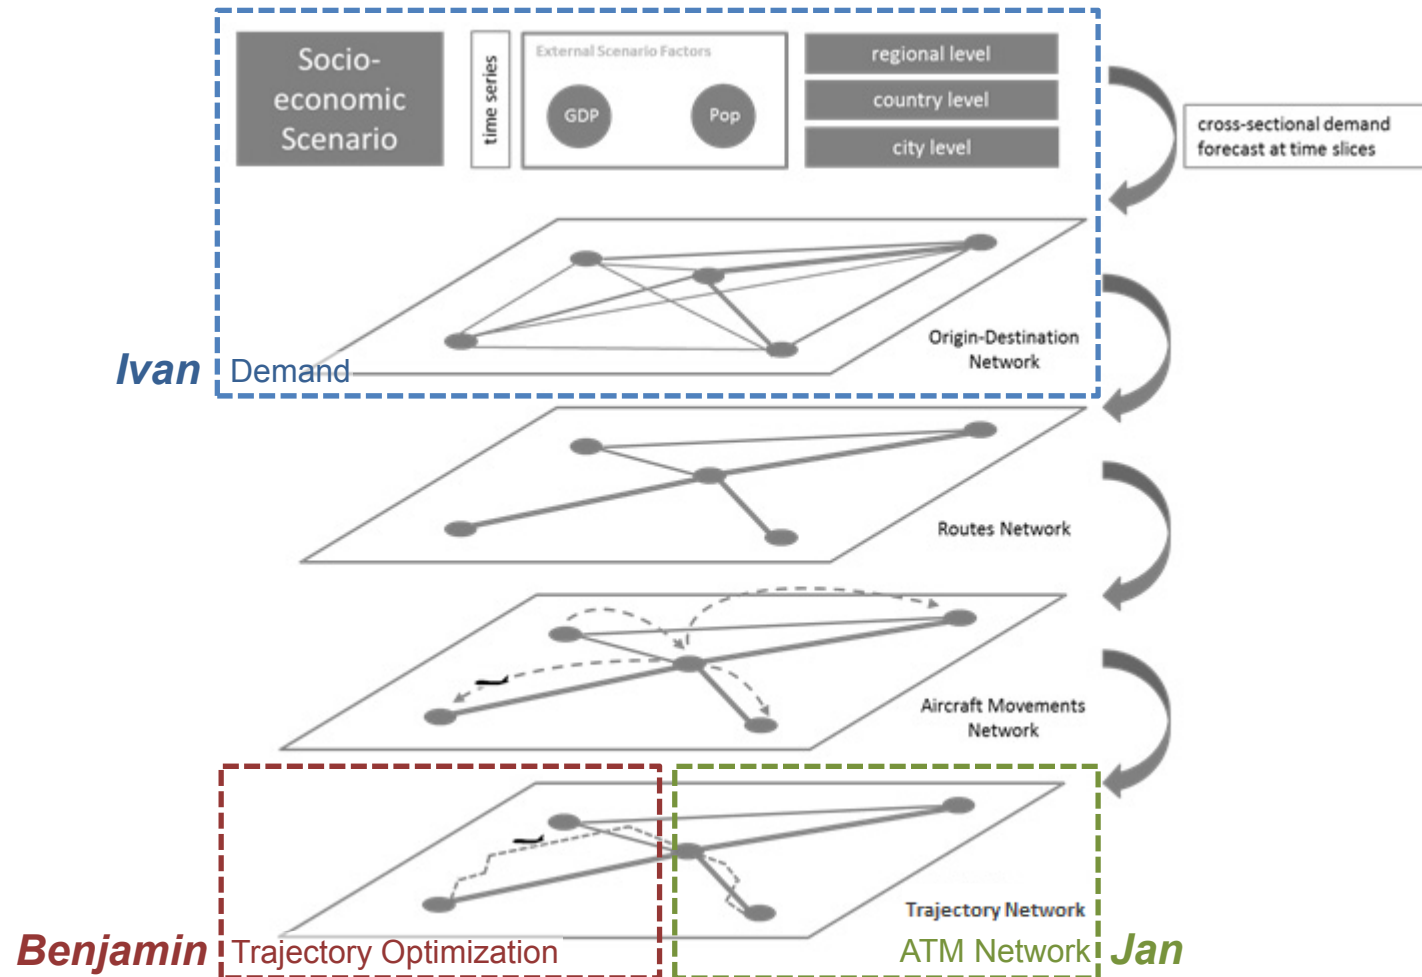 Socio-
economic
Scenario
time series
External Scenario Factors
GDP
Pop
regional level
country level
city level
cross-sectional demand
forecast at time slices
Origin-Destination
Network
Ivan
Demand
Routes Network
Aircraft Movements
Network
Trajectory Network
Benjamin
Trajectory Optimization
ATM Network
Jan